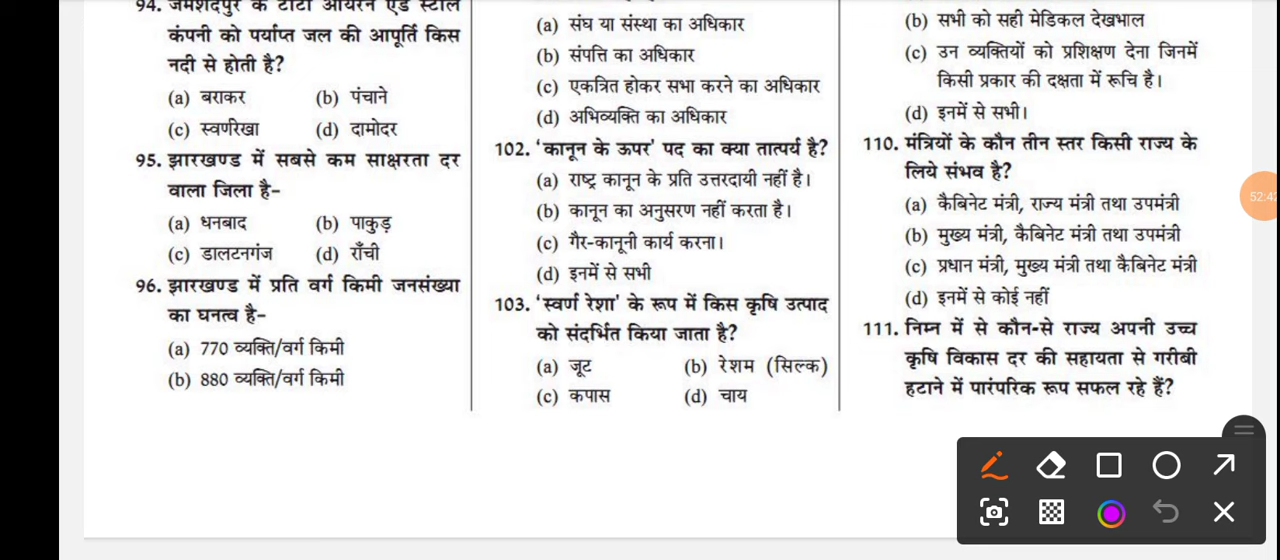 94. जमशेदपुर के टाटा आयरन एंड स्टील
कंपनी को पर्याप्त जल की आपूर्ति किस
नदी से होती है?
(a) बराकर (b) पंचाने
(c) स्वर्णरेखा (d) दामोदर
95. झारखण्ड में सबसे कम साक्षरता दर
वाला जिला है–
(a) धनबाद (b) पाकुड़
(c) डालटनगंज (d) राँची
96. झारखण्ड में प्रति वर्ग किमी जनसंख्या
का घनत्व है–
(a) 770 व्यक्ति/वर्ग किमी
(b) 880 व्यक्ति/वर्ग किमी
(a) संघ या संस्था का अधिकार
(b) संपत्ति का अधिकार
(c) एकत्रित होकर सभा करने का अधिकार
(d) अभिव्यक्ति का अधिकार
102. 'कानून के ऊपर' पद का क्या तात्पर्य है?
(a) राष्ट्र कानून के प्रति उत्तरदायी नहीं है।
(b) कानून का अनुसरण नहीं करता है।
(c) गैर-कानूनी कार्य करना।
(d) इनमें से सभी
103. 'स्वर्ण रेशा' के रूप में किस कृषि उत्पाद
को संदर्भित किया जाता है?
(a) जूट (b) रेशम (सिल्क)
(c) कपास (d) चाय
(b) सभी को सही मेडिकल देखभाल
(c) उन व्यक्तियों को प्रशिक्षण देना जिनमें
किसी प्रकार की दक्षता में रूचि है।
(d) इनमें से सभी।
110. मंत्रियों के कौन तीन स्तर किसी राज्य के
लिये संभव है?
(a) कैबिनेट मंत्री, राज्य मंत्री तथा उपमंत्री
(b) मुख्य मंत्री, कैबिनेट मंत्री तथा उपमंत्री
(c) प्रधान मंत्री, मुख्य मंत्री तथा कैबिनेट मंत्री
(d) इनमें से कोई नहीं
111. निम्न में से कौन-से राज्य अपनी उच्च
कृषि विकास दर की सहायता से गरीबी
हटाने में पारंपरिक रूप सफल रहे हैं?